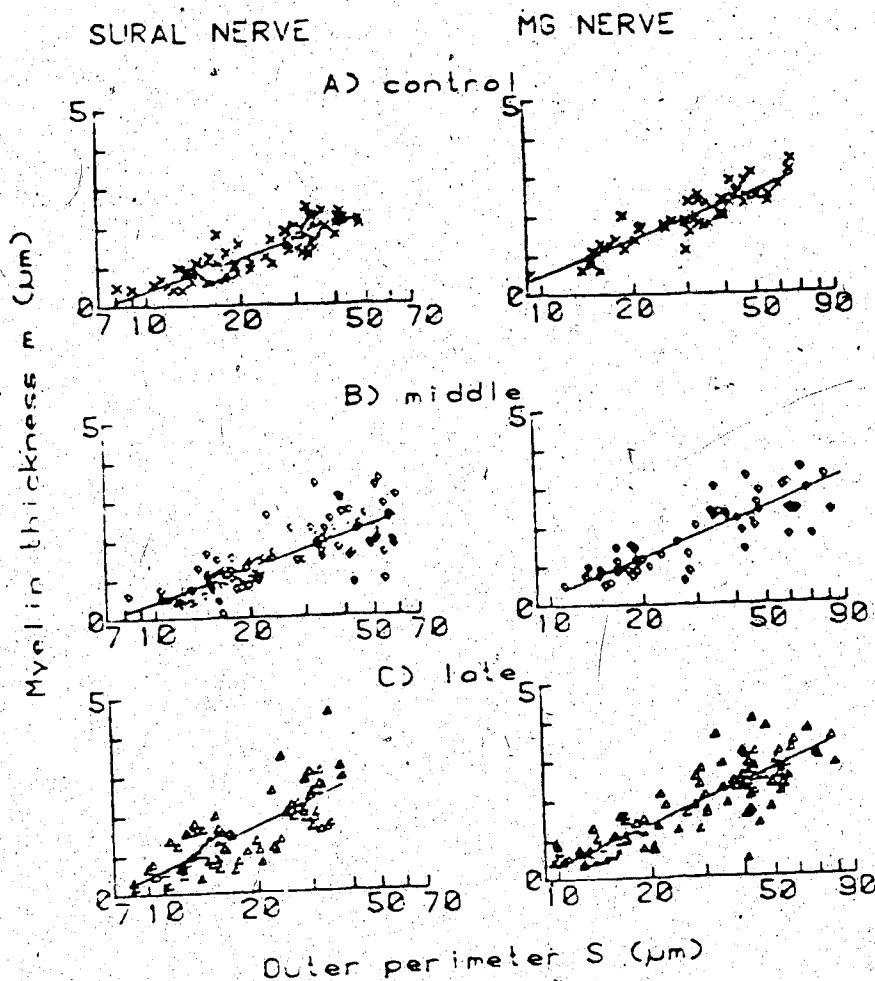 SURAL NERVE MG NERVE
A) control
5 5
0 0
7 10 20 50 70 10 20 50 90
B) middle
5 5
0 0
7 10 20 50 70 10 20 50 90
C) late
5 5
0 0
7 10 20 50 70 10 20 50 90
Myelin thickness m (μm)
Outer perimeter S (μm)